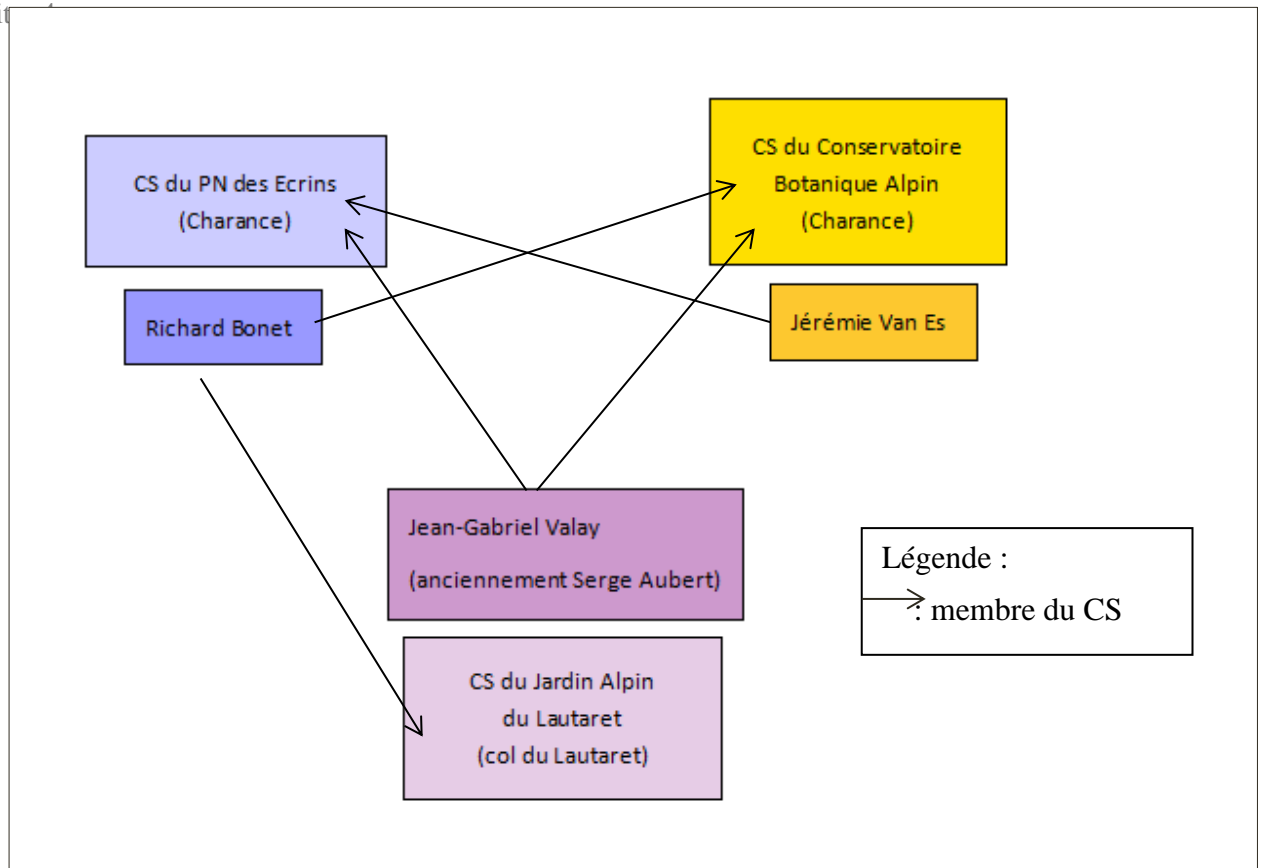 CS du PN des Ecrins
(Charance)
CS du Conservatoire
Botanique Alpin
(Charance)
Richard Bonet
Jérémie Van Es
Jean-Gabriel Valay
(anciennement Serge Aubert)
Légende :
: membre du CS
CS du Jardin Alpin
du Lautaret
(col du Lautaret)